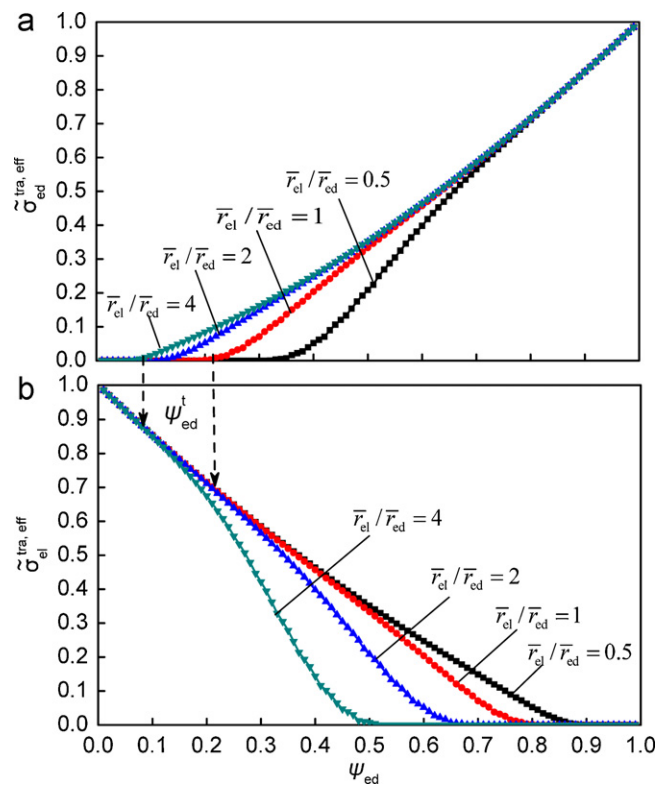 a
1.0
0.9
0.8
0.7
0.6
0.5
0.4
0.3
0.2
0.1
0.0
σ̃ed^tra, eff
r̄el/r̄ed = 0.5
r̄el/r̄ed = 1
r̄el/r̄ed = 2
r̄el/r̄ed = 4
b
1.0
0.9
0.8
0.7
0.6
0.5
0.4
0.3
0.2
0.1
0.0
σ̃el^tra, eff
ψed^t
r̄el/r̄ed = 4
r̄el/r̄ed = 2
r̄el/r̄ed = 1
r̄el/r̄ed = 0.5
0.0 0.1 0.2 0.3 0.4 0.5 0.6 0.7 0.8 0.9 1.0
ψed